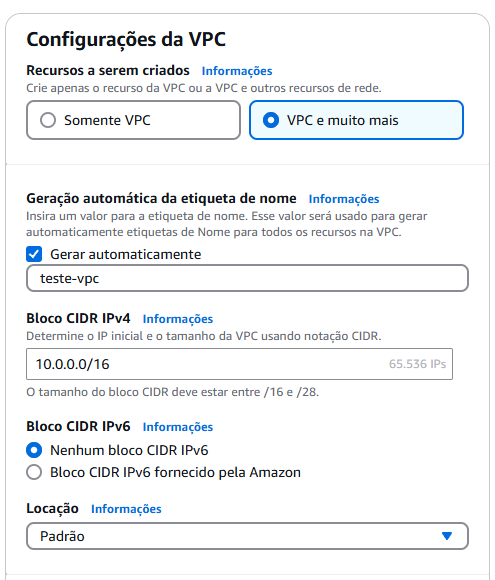 Configurações da VPC
Recursos a serem criados Informações
Crie apenas o recurso da VPC ou a VPC e outros recursos de rede.
Somente VPC VPC e muito mais
Geração automática da etiqueta de nome Informações
Insira um valor para a etiqueta de nome. Esse valor será usado para gerar
automaticamente etiquetas de Nome para todos os recursos na VPC.
Gerar automaticamente
teste-vpc
Bloco CIDR IPv4 Informações
Determine o IP inicial e o tamanho da VPC usando notação CIDR.
10.0.0.0/16 65.536 IPs
O tamanho do bloco CIDR deve estar entre /16 e /28.
Bloco CIDR IPv6 Informações
Nenhum bloco CIDR IPv6
Bloco CIDR IPv6 fornecido pela Amazon
Locação Informações
Padrão